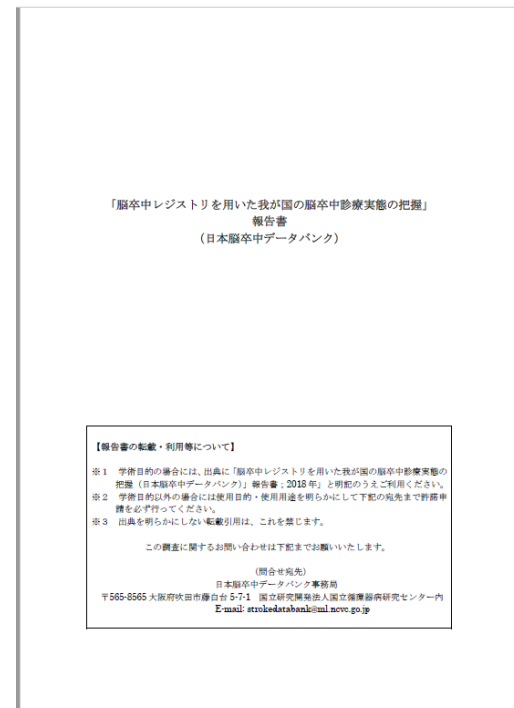 「脳卒中レジストリを用いた我が国の脳卒中診療実態の把握」
報告書
（日本脳卒中データバンク）
【報告書の転載・利用等について】
※１　学術目的の場合には、出典に「脳卒中レジストリを用いた我が国の脳卒中診療実態の
把握（日本脳卒中データバンク）」報告書；2018 年」と明記のうえご利用ください。
※２　学術目的以外の場合には使用目的・使用用途を明らかにして下記の宛先まで許諾申
請を必ず行ってください。
※３　出典を明らかにしない転載引用は、これを禁じます。
この調査に関するお問い合わせは下記までお願いいたします。
（問合せ宛先）
日本脳卒中データバンク事務局
〒565-8565 大阪府吹田市藤白台 5-7-1　国立研究開発法人国立循環器病研究センター内
E-mail: strokedatabank@ml.ncvc.go.jp